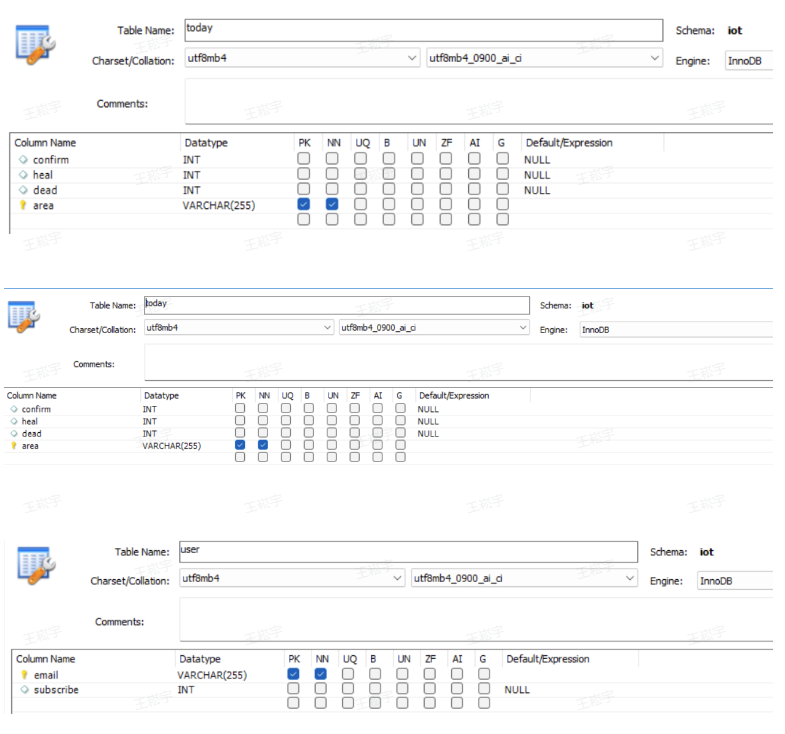 Table Name: today Schema: iot
Charset/Collation: utf8mb4 utf8mb4_0900_ai_ci Engine: InnoDB
Comments:
Column Name Datatype PK NN UQ B UN ZF AI G Default/Expression
confirm INT NULL
heal INT NULL
dead INT NULL
area VARCHAR(255)
Table Name: today Schema: iot
Charset/Collation: utf8mb4 utf8mb4_0900_ai_ci Engine: InnoDB
Comments:
Column Name Datatype PK NN UQ B UN ZF AI G Default/Expression
confirm INT NULL
heal INT NULL
dead INT NULL
area VARCHAR(255)
Table Name: user Schema: iot
Charset/Collation: utf8mb4 utf8mb4_0900_ai_ci Engine: InnoDB
Comments:
Column Name Datatype PK NN UQ B UN ZF AI G Default/Expression
email VARCHAR(255)
subscribe INT NULL